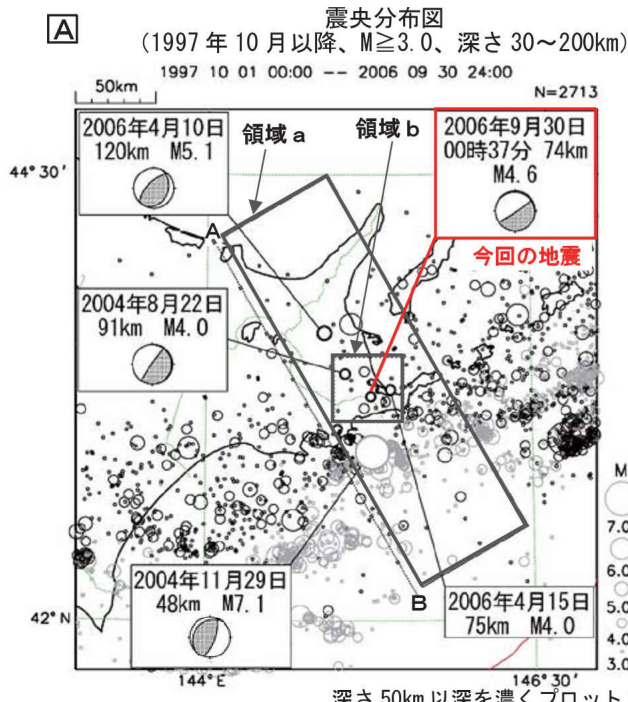 A
震央分布図
(1997年10月以降、M≧3.0、深さ30～200km)
1997 10 01 00:00 -- 2006 09 30 24:00
50km
N=2713
2006年4月10日
120km M5.1
領域a
領域b
2006年9月30日
00時37分 74km
M4.6
44°30'
A
今回の地震
2004年8月22日
91km M4.0
M
7.0
6.0
5.0
4.0
3.0
2004年11月29日
48km M7.1
B
2006年4月15日
75km M4.0
42°N
144°E
146°30'
深さ50km以深を濃くプロット